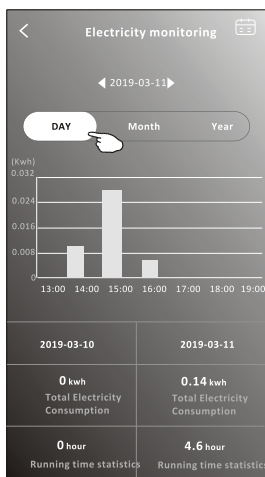 Electricity monitoring
2019-03-11
DAY Month Year
(Kwh)
0.032
0.024
0.016
0.008
0
13:00 14:00 15:00 16:00 17:00 18:00 19:00
2019-03-10 2019-03-11
0 kwh 0.14 kwh
Total Electricity Total Electricity
Consumption Consumption
0 hour 4.6 hour
Running time statistics Running time statistics